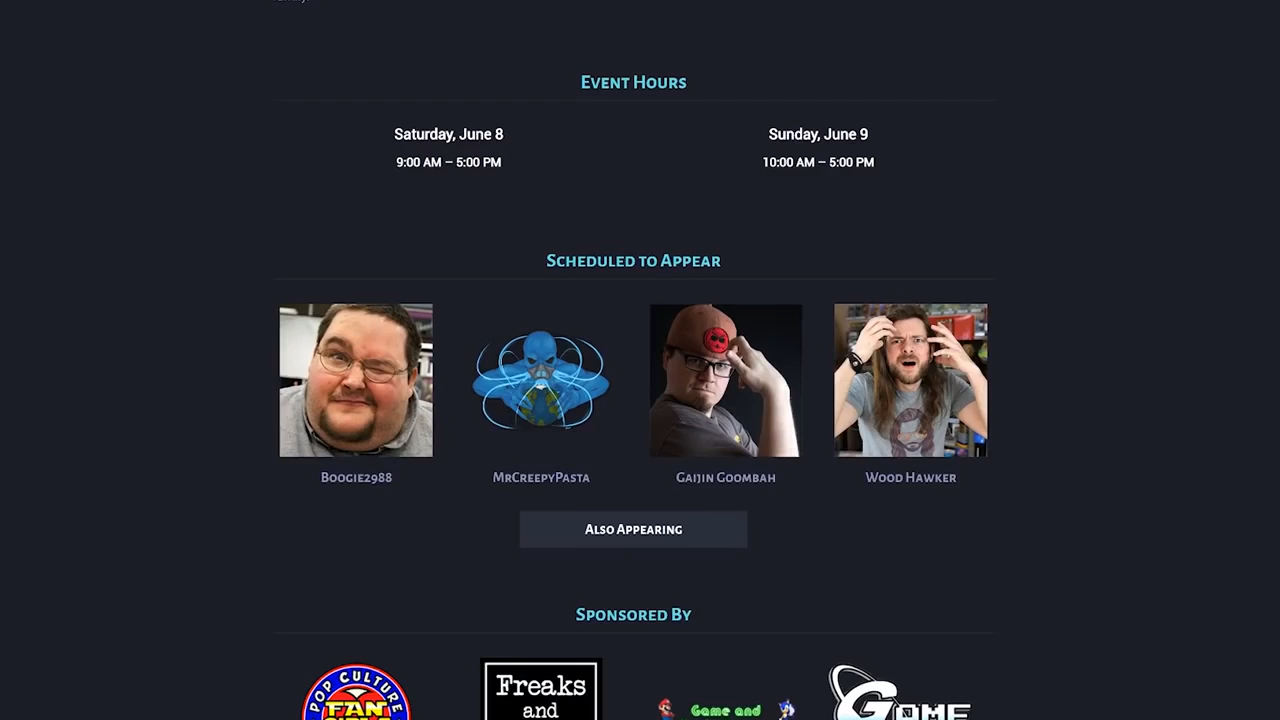 Event Hours
Saturday, June 8
Sunday, June 9
9:00 AM – 5:00 PM
10:00 AM – 5:00 PM
Scheduled to Appear
Boogie2988
MrCreepyPasta
Gaijin Goombah
Wood Hawker
Also Appearing
Sponsored By
POP CULTURE
FAN
Freaks
and
Game and
GAME